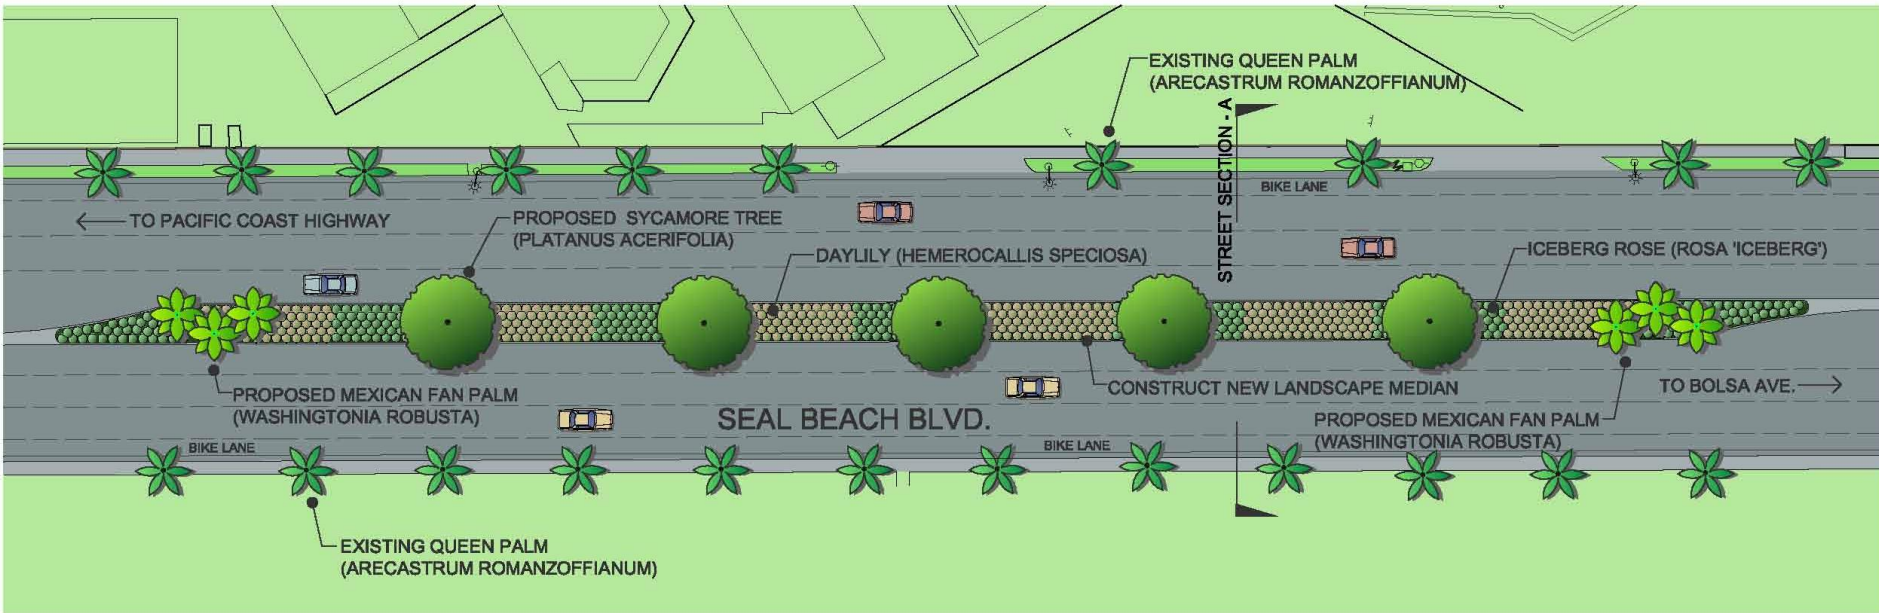 EXISTING QUEEN PALM
(ARECASTRUM ROMANZOFFIANUM)
STREET SECTION - A
BIKE LANE
TO PACIFIC COAST HIGHWAY
PROPOSED SYCAMORE TREE
(PLATANUS ACERIFOLIA)
DAYLILY (HEMEROCALLIS SPECIOSA)
ICEBERG ROSE (ROSA 'ICEBERG')
PROPOSED MEXICAN FAN PALM
(WASHINGTONIA ROBUSTA)
CONSTRUCT NEW LANDSCAPE MEDIAN
TO BOLSA AVE.
SEAL BEACH BLVD.
PROPOSED MEXICAN FAN PALM
(WASHINGTONIA ROBUSTA)
BIKE LANE
BIKE LANE
EXISTING QUEEN PALM
(ARECASTRUM ROMANZOFFIANUM)